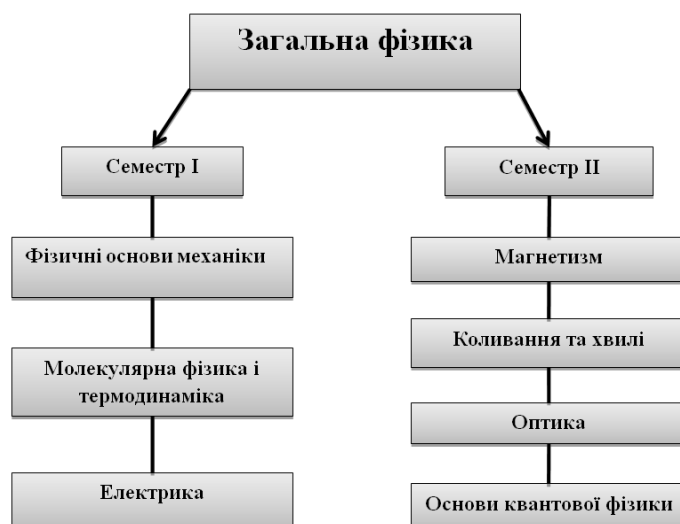 Загальна фізика
Семестр I
Семестр II
Фізичні основи механіки
Магнетизм
Молекулярна фізика і
термодинаміка
Коливання та хвилі
Оптика
Електрика
Основи квантової фізики